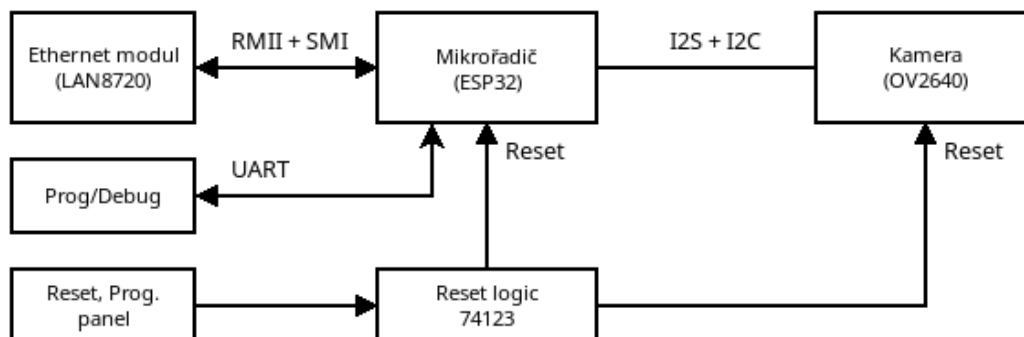 Ethernet modul
(LAN8720)
RMII + SMI
Mikrořadič
(ESP32)
I2S + I2C
Kamera
(OV2640)
Reset
Reset
UART
Prog/Debug
Reset, Prog.
panel
Reset logic
74123